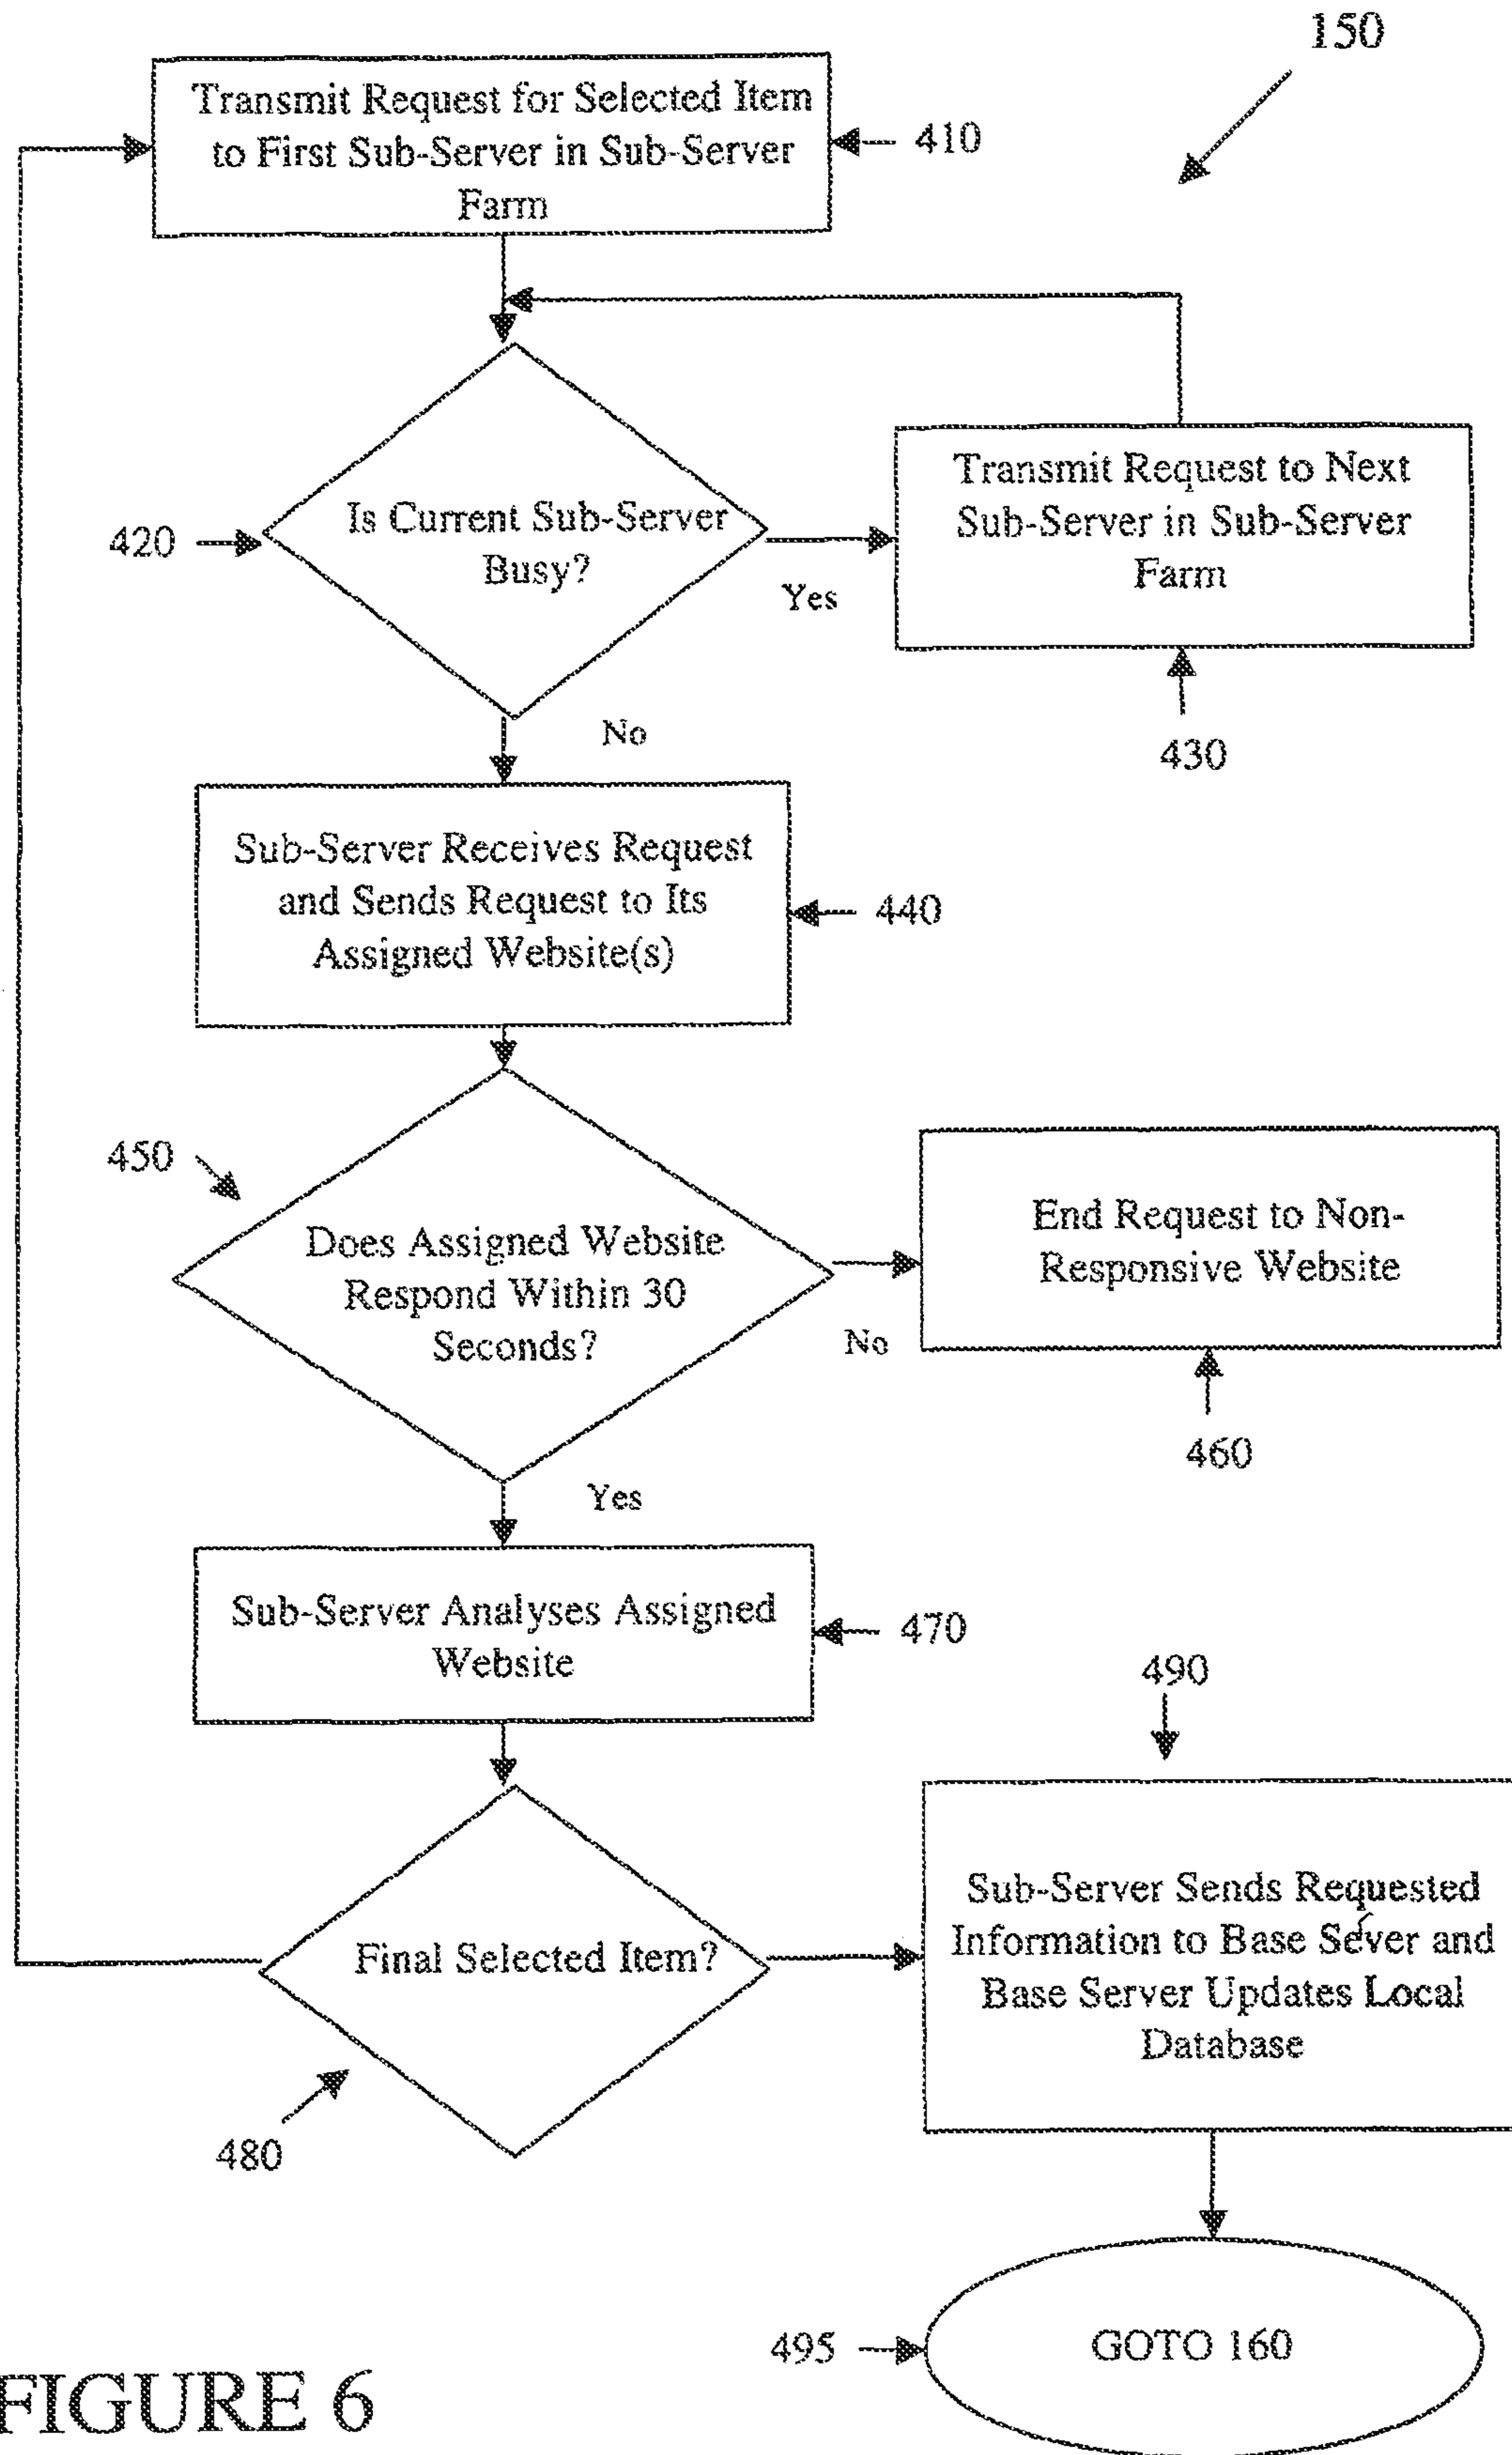 150
Transmit Request for Selected Item
to First Sub-Server in Sub-Server
Farm
410
Is Current Sub-Server
Busy?
420
Yes
Transmit Request to Next
Sub-Server in Sub-Server
Farm
430
No
Sub-Server Receives Request
and Sends Request to Its
Assigned Website(s)
440
450
Does Assigned Website
Respond Within 30
Seconds?
No
End Request to Non-
Responsive Website
460
Yes
Sub-Server Analyses Assigned
Website
470
490
Final Selected Item?
480
Sub-Server Sends Requested
Information to Base Sever and
Base Server Updates Local
Database
495
GOTO 160
FIGURE 6